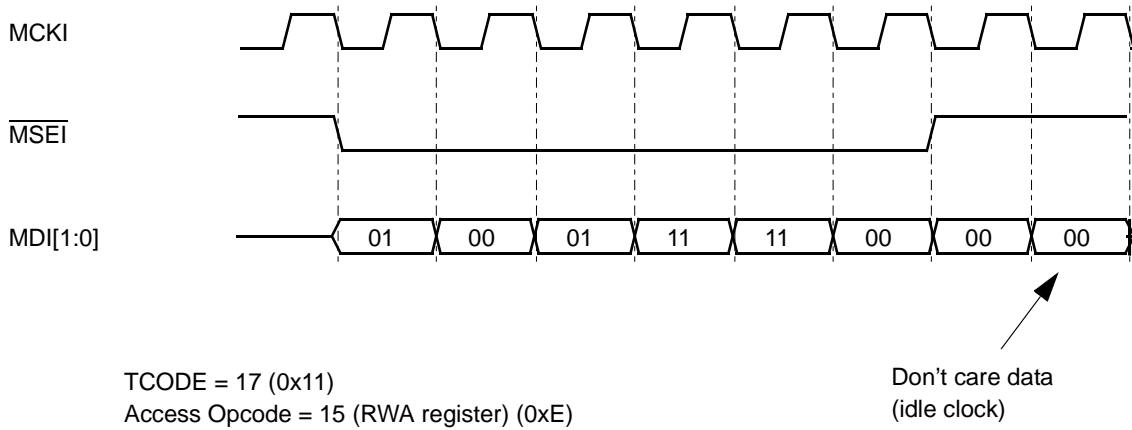 MCKI
MSEI
MDI[1:0]
01 00 01 11 11 00 00 00
TCODE = 17 (0x11)
Access Opcode = 15 (RWA register) (0xE)
Don't care data
(idle clock)